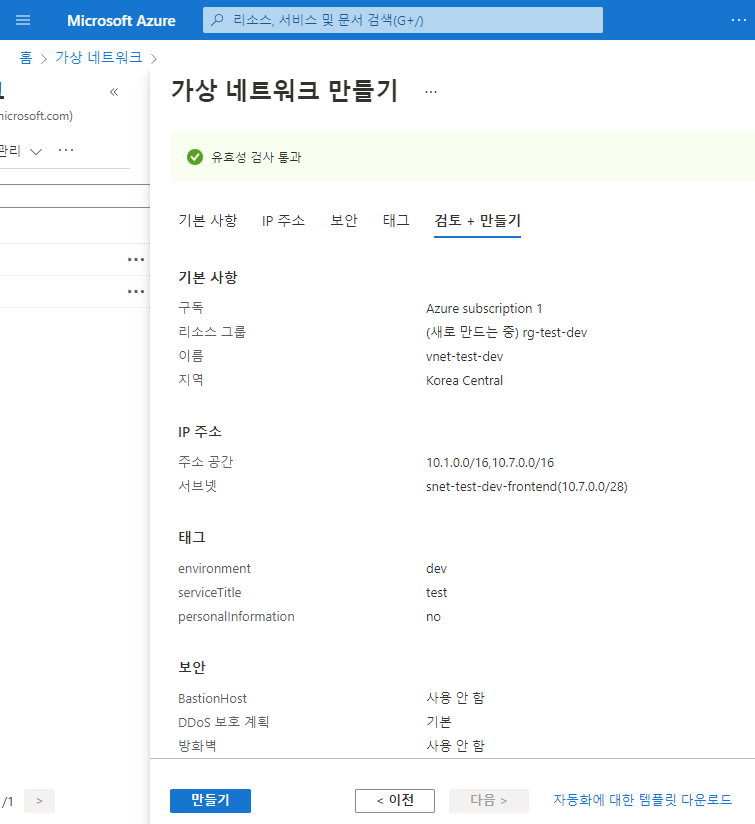 Microsoft Azure
리소스, 서비스 및 문서 검색(G+/)
홈 > 가상 네트워크 >
가상 네트워크 만들기 ...
«
microsoft.com)
관리
유효성 검사 통과
기본 사항 IP 주소 보안 태그 검토 + 만들기
기본 사항
구독 Azure subscription 1
리소스 그룹 (새로 만드는 중) rg-test-dev
이름 vnet-test-dev
지역 Korea Central
IP 주소
주소 공간 10.1.0.0/16,10.7.0.0/16
서브넷 snet-test-dev-frontend(10.7.0.0/28)
태그
environment dev
serviceTitle test
personalInformation no
보안
BastionHost 사용 안 함
DDoS 보호 계획 기본
방화벽 사용 안 함
/1 >
만들기 < 이전 다음 > 자동화에 대한 템플릿 다운로드